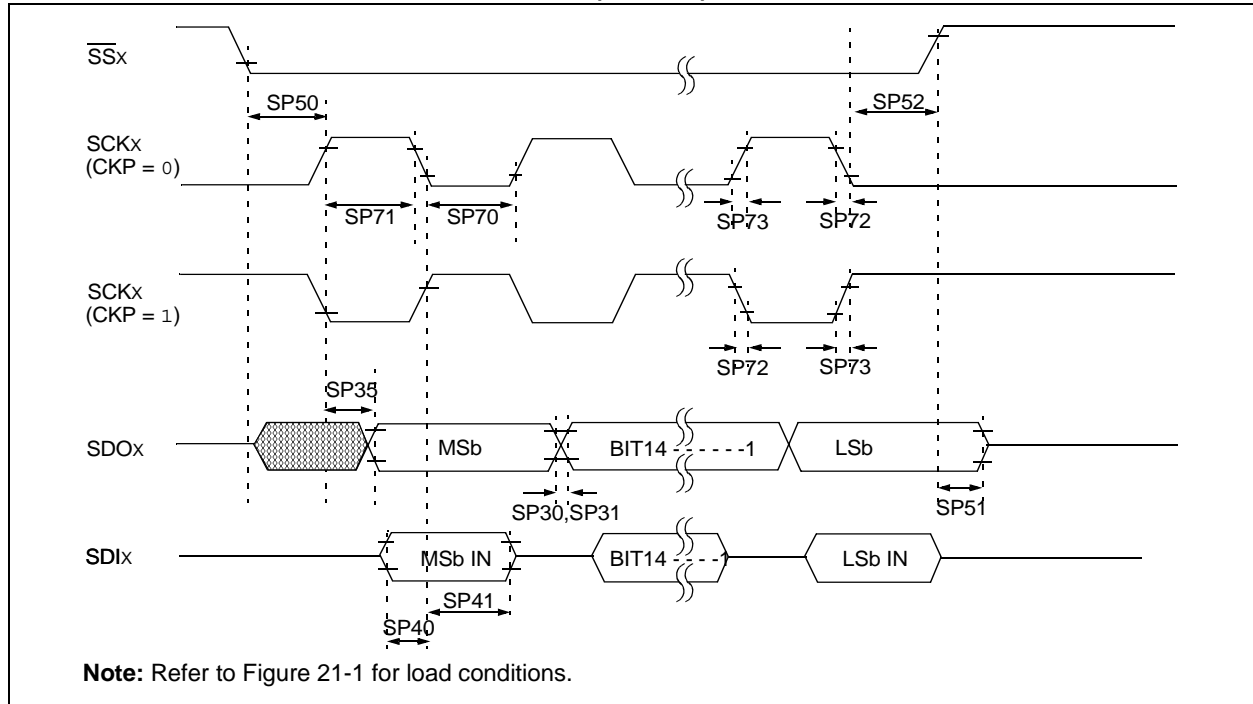 SSX
SP50
SP52
SCKX
(CKP = 0)
SP71
SP70
SP73
SP72
SCKX
(CKP = 1)
SP72
SP73
SP35
SDOX
MSb
BIT14 - - - - - -1
LSb
SP30,SP31
SP51
SDIX
MSb IN
BIT14 - - - - -1
LSb IN
SP41
SP40
Note: Refer to Figure 21-1 for load conditions.